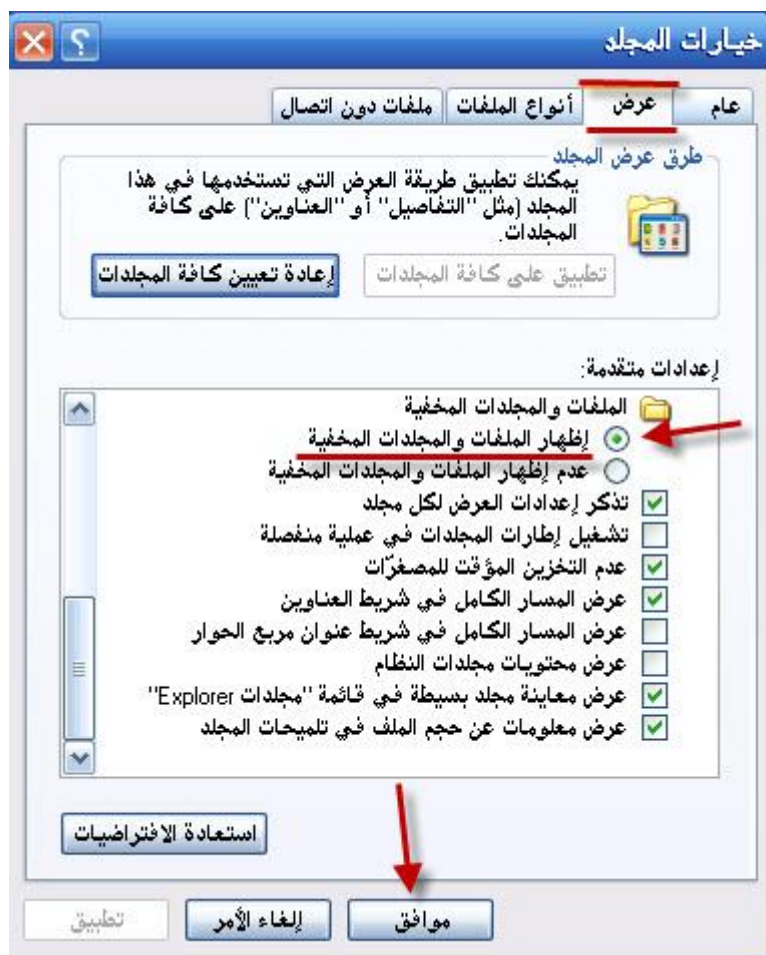 خيارات المجلد
عام
عرض
أنواع الملفات
ملفات دون اتصال
طرق عرض المجلد
يمكنك تطبيق طريقة العرض التي تستخدمها في هذا
المجلد (مثل "التفاصيل" أو "العناوين") على كافة
المجلدات.
تطبيق على كافة المجلدات
إعادة تعيين كافة المجلدات
إعدادات متقدمة:
الملفات والمجلدات المخفية
إظهار الملفات والمجلدات المخفية
عدم إظهار الملفات والمجلدات المخفية
تذكر إعدادات العرض لكل مجلد
تشغيل إطارات المجلدات في عملية منفصلة
عدم التخزين المؤقت للمصغرّات
عرض المسار الكامل في شريط العناوين
عرض المسار الكامل في شريط عنوان مربع الحوار
عرض محتويات مجلدات النظام
عرض معاينة مجلد بسيطة في قائمة "مجلدات Explorer"
عرض معلومات عن حجم الملف في تلميحات المجلد
استعادة الافتراضيات
موافق
إلغاء الأمر
تطبيق